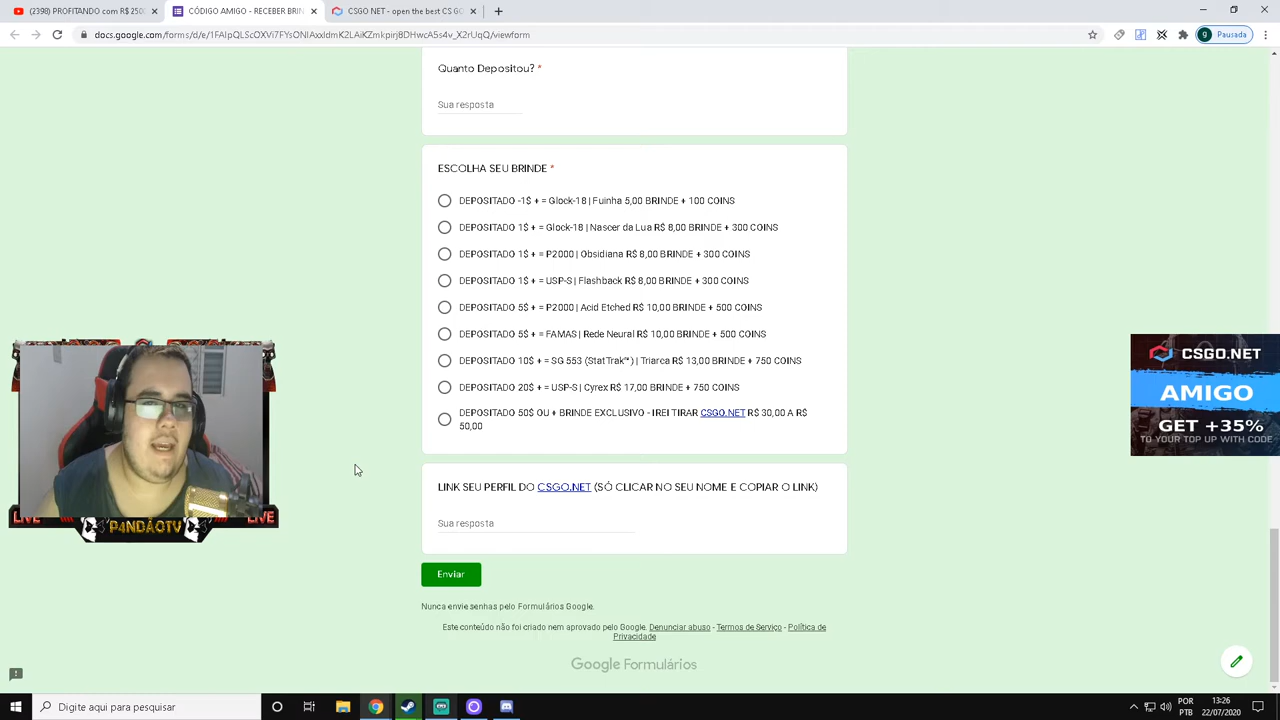 (2398) PROFITANDO com R$ 250
CÓDIGO AMIGO - RECEBER BRIN
CSGO NET - open the best CS GO
docs.google.com/forms/d/e/1FAIpQLScOXVi7FYsONlAxxldmK2LAiKZmkpirj8DHwcA5s4v_X2rUqQ/viewform
g Pausada
Quanto Depositou? *
Sua resposta
ESCOLHA SEU BRINDE *
DEPOSITADO -1$ + = Glock-18 | Fuinha 5,00 BRINDE + 100 COINS
DEPOSITADO 1$ + = Glock-18 | Nascer da Lua R$ 8,00 BRINDE + 300 COINS
DEPOSITADO 1$ + = P2000 | Obsidiana R$ 8,00 BRINDE + 300 COINS
DEPOSITADO 1$ + = USP-S | Flashback R$ 8,00 BRINDE + 300 COINS
DEPOSITADO 5$ + = P2000 | Acid Etched R$ 10,00 BRINDE + 500 COINS
DEPOSITADO 5$ + = FAMAS | Rede Neural R$ 10,00 BRINDE + 500 COINS
DEPOSITADO 10$ + = SG 553 (StatTrak™) | Triarca R$ 13,00 BRINDE + 750 COINS
DEPOSITADO 20$ + = USP-S | Cyrex R$ 17,00 BRINDE + 750 COINS
DEPOSITADO 50$ OU + BRINDE EXCLUSIVO - IREI TIRAR CSGO.NET R$ 30,00 A R$
50,00
CSGO.NET
AMIGO
GET +35%
TO YOUR TOP UP WITH CODE
LIVE P4NDÃOTV LIVE
LINK SEU PERFIL DO CSGO.NET (SÓ CLICAR NO SEU NOME E COPIAR O LINK)
Sua resposta
Enviar
Nunca envie senhas pelo Formulários Google.
Este conteúdo não foi criado nem aprovado pelo Google. Denunciar abuso - Termos de Serviço - Política de
Privacidade
Google Formulários
Digite aqui para pesquisar
POR
PTB
13:26
22/07/2020